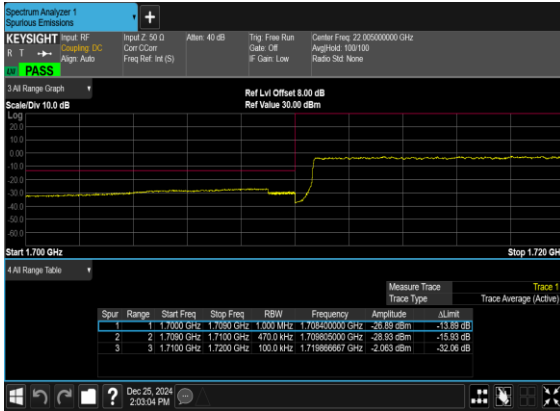 Spectrum Analyzer 1
Spurious Emissions
+
KEYSIGHT Input: RF Input Z: 50 Ω Atten: 40 dB Trig: Free Run Center Freq: 22.005000000 GHz
R T Coupling: DC Corr CCorr Gate: Off Avg|Hold: 100/100
Align: Auto Freq Ref: Int (S) IF Gain: Low Radio Std: None
PASS
3 All Range Graph
Ref Lvl Offset 8.00 dB
Scale/Div 10.0 dB Ref Value 30.00 dBm
Log
20.0
10.0
0.00
-10.0
-20.0
-30.0
-40.0
-50.0
-60.0
Start 1.700 GHz Stop 1.720 GH
4 All Range Table
Measure Trace Trace 1
Trace Type Trace Average (Active)
Spur Range Start Freq Stop Freq RBW Frequency Amplitude ΔLimit
1 1 1.7000 GHz 1.7090 GHz 1.000 MHz 1.708400000 GHz -26.89 dBm -13.89 dB
2 2 1.7090 GHz 1.7100 GHz 470.0 kHz 1.709805000 GHz -28.93 dBm -15.93 dB
3 3 1.7100 GHz 1.7200 GHz 100.0 kHz 1.719866667 GHz -2.063 dBm -32.06 dB
?
Dec 25, 2024
2:03:04 PM